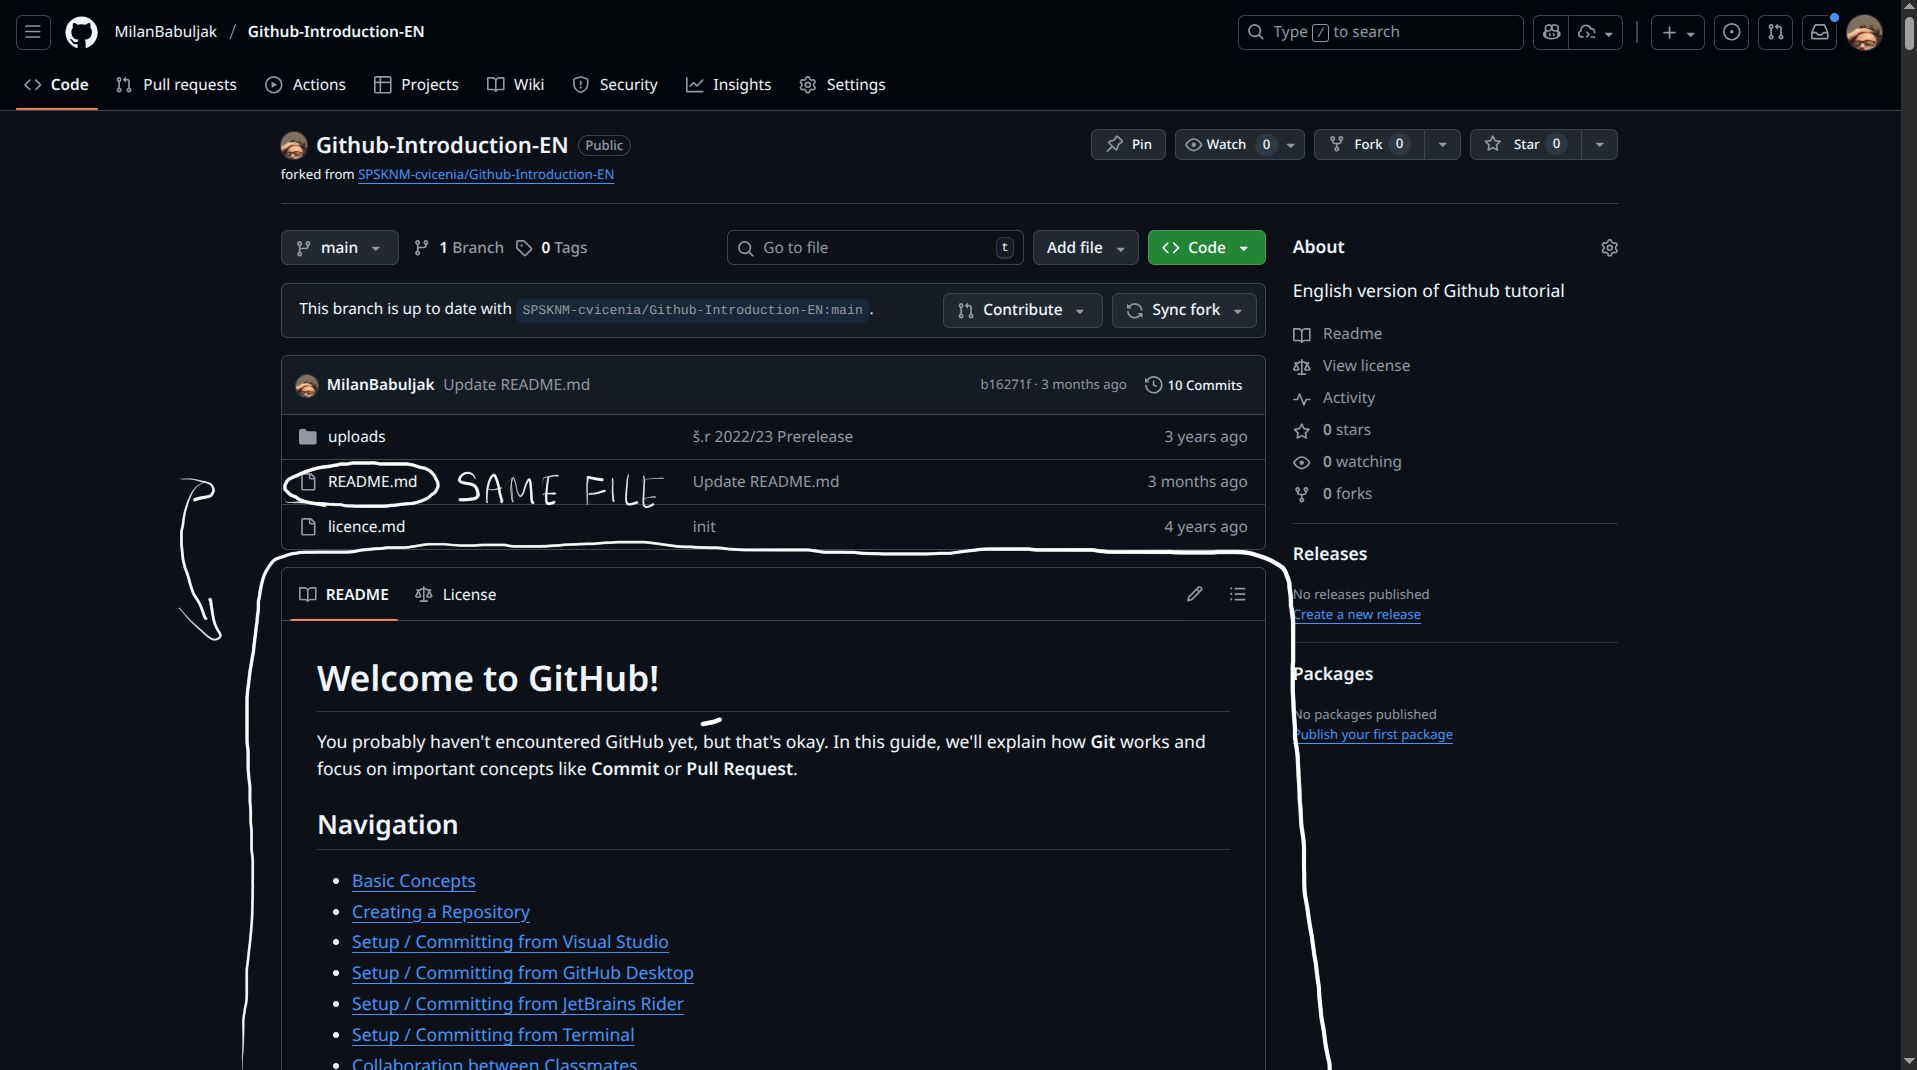 MilanBabuljak / Github-Introduction-EN
Type / to search
Code Pull requests Actions Projects Wiki Security Insights Settings
Github-Introduction-EN Public
Pin Watch 0 Fork 0 Star 0
forked from SPSKNM-cvicenia/Github-Introduction-EN
main 1 Branch 0 Tags
Go to file t
Add file Code
This branch is up to date with SPSKNM-cvicenia/Github-Introduction-EN:main .
Contribute Sync fork
MilanBabuljak Update README.md b16271f · 3 months ago 10 Commits
uploads š.r 2022/23 Prerelease 3 years ago
README.md SAME FILE Update README.md 3 months ago
licence.md init 4 years ago
README License
Welcome to GitHub!
You probably haven't encountered GitHub yet, but that's okay. In this guide, we'll explain how Git works and
focus on important concepts like Commit or Pull Request.
Navigation
Basic Concepts
Creating a Repository
Setup / Committing from Visual Studio
Setup / Committing from GitHub Desktop
Setup / Committing from JetBrains Rider
Setup / Committing from Terminal
Collaboration between Classmates
About
English version of Github tutorial
Readme
View license
Activity
0 stars
0 watching
0 forks
Releases
No releases published
Create a new release
Packages
No packages published
Publish your first package